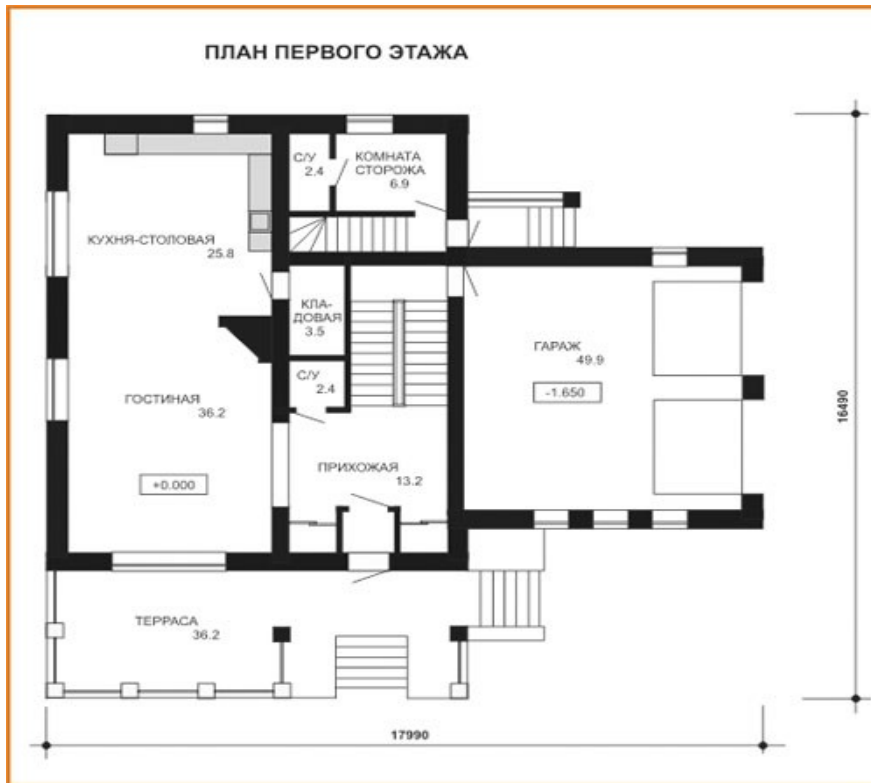 ПЛАН ПЕРВОГО ЭТАЖА
С/У
2.4
КОМНАТА
СТОРОЖА
6.9
КУХНЯ-СТОЛОВАЯ
25.8
КЛА-
ДОВАЯ
3.5
С/У
2.4
ГАРАЖ
49.9
-1.650
ГОСТИНАЯ
36.2
+0.000
ПРИХОЖАЯ
13.2
ТЕРРАСА
36.2
16490
17990